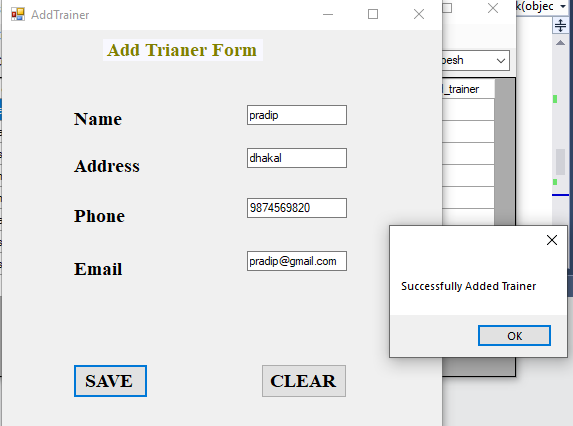 AddTrainer
k(objec
Add Trianer Form
esh
_trainer
Name
pradip
Address
dhakal
Phone
9874569820
Email
pradip@gmail.com
Successfully Added Trainer
OK
SAVE
CLEAR